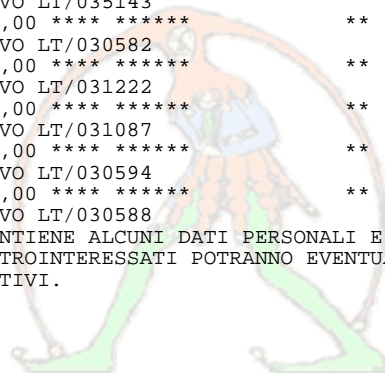 VO LT/035143
,00 **** ****** **
VO LT/030582
,00 **** ****** **
VO LT/031222
,00 **** ****** **
VO LT/031087
,00 **** ****** **
VO LT/030594
,00 **** ****** **
VO LT/030588
NTIENE ALCUNI DATI PERSONALI E
TROINTERESSATI POTRANNO EVENTUA
TIVI.